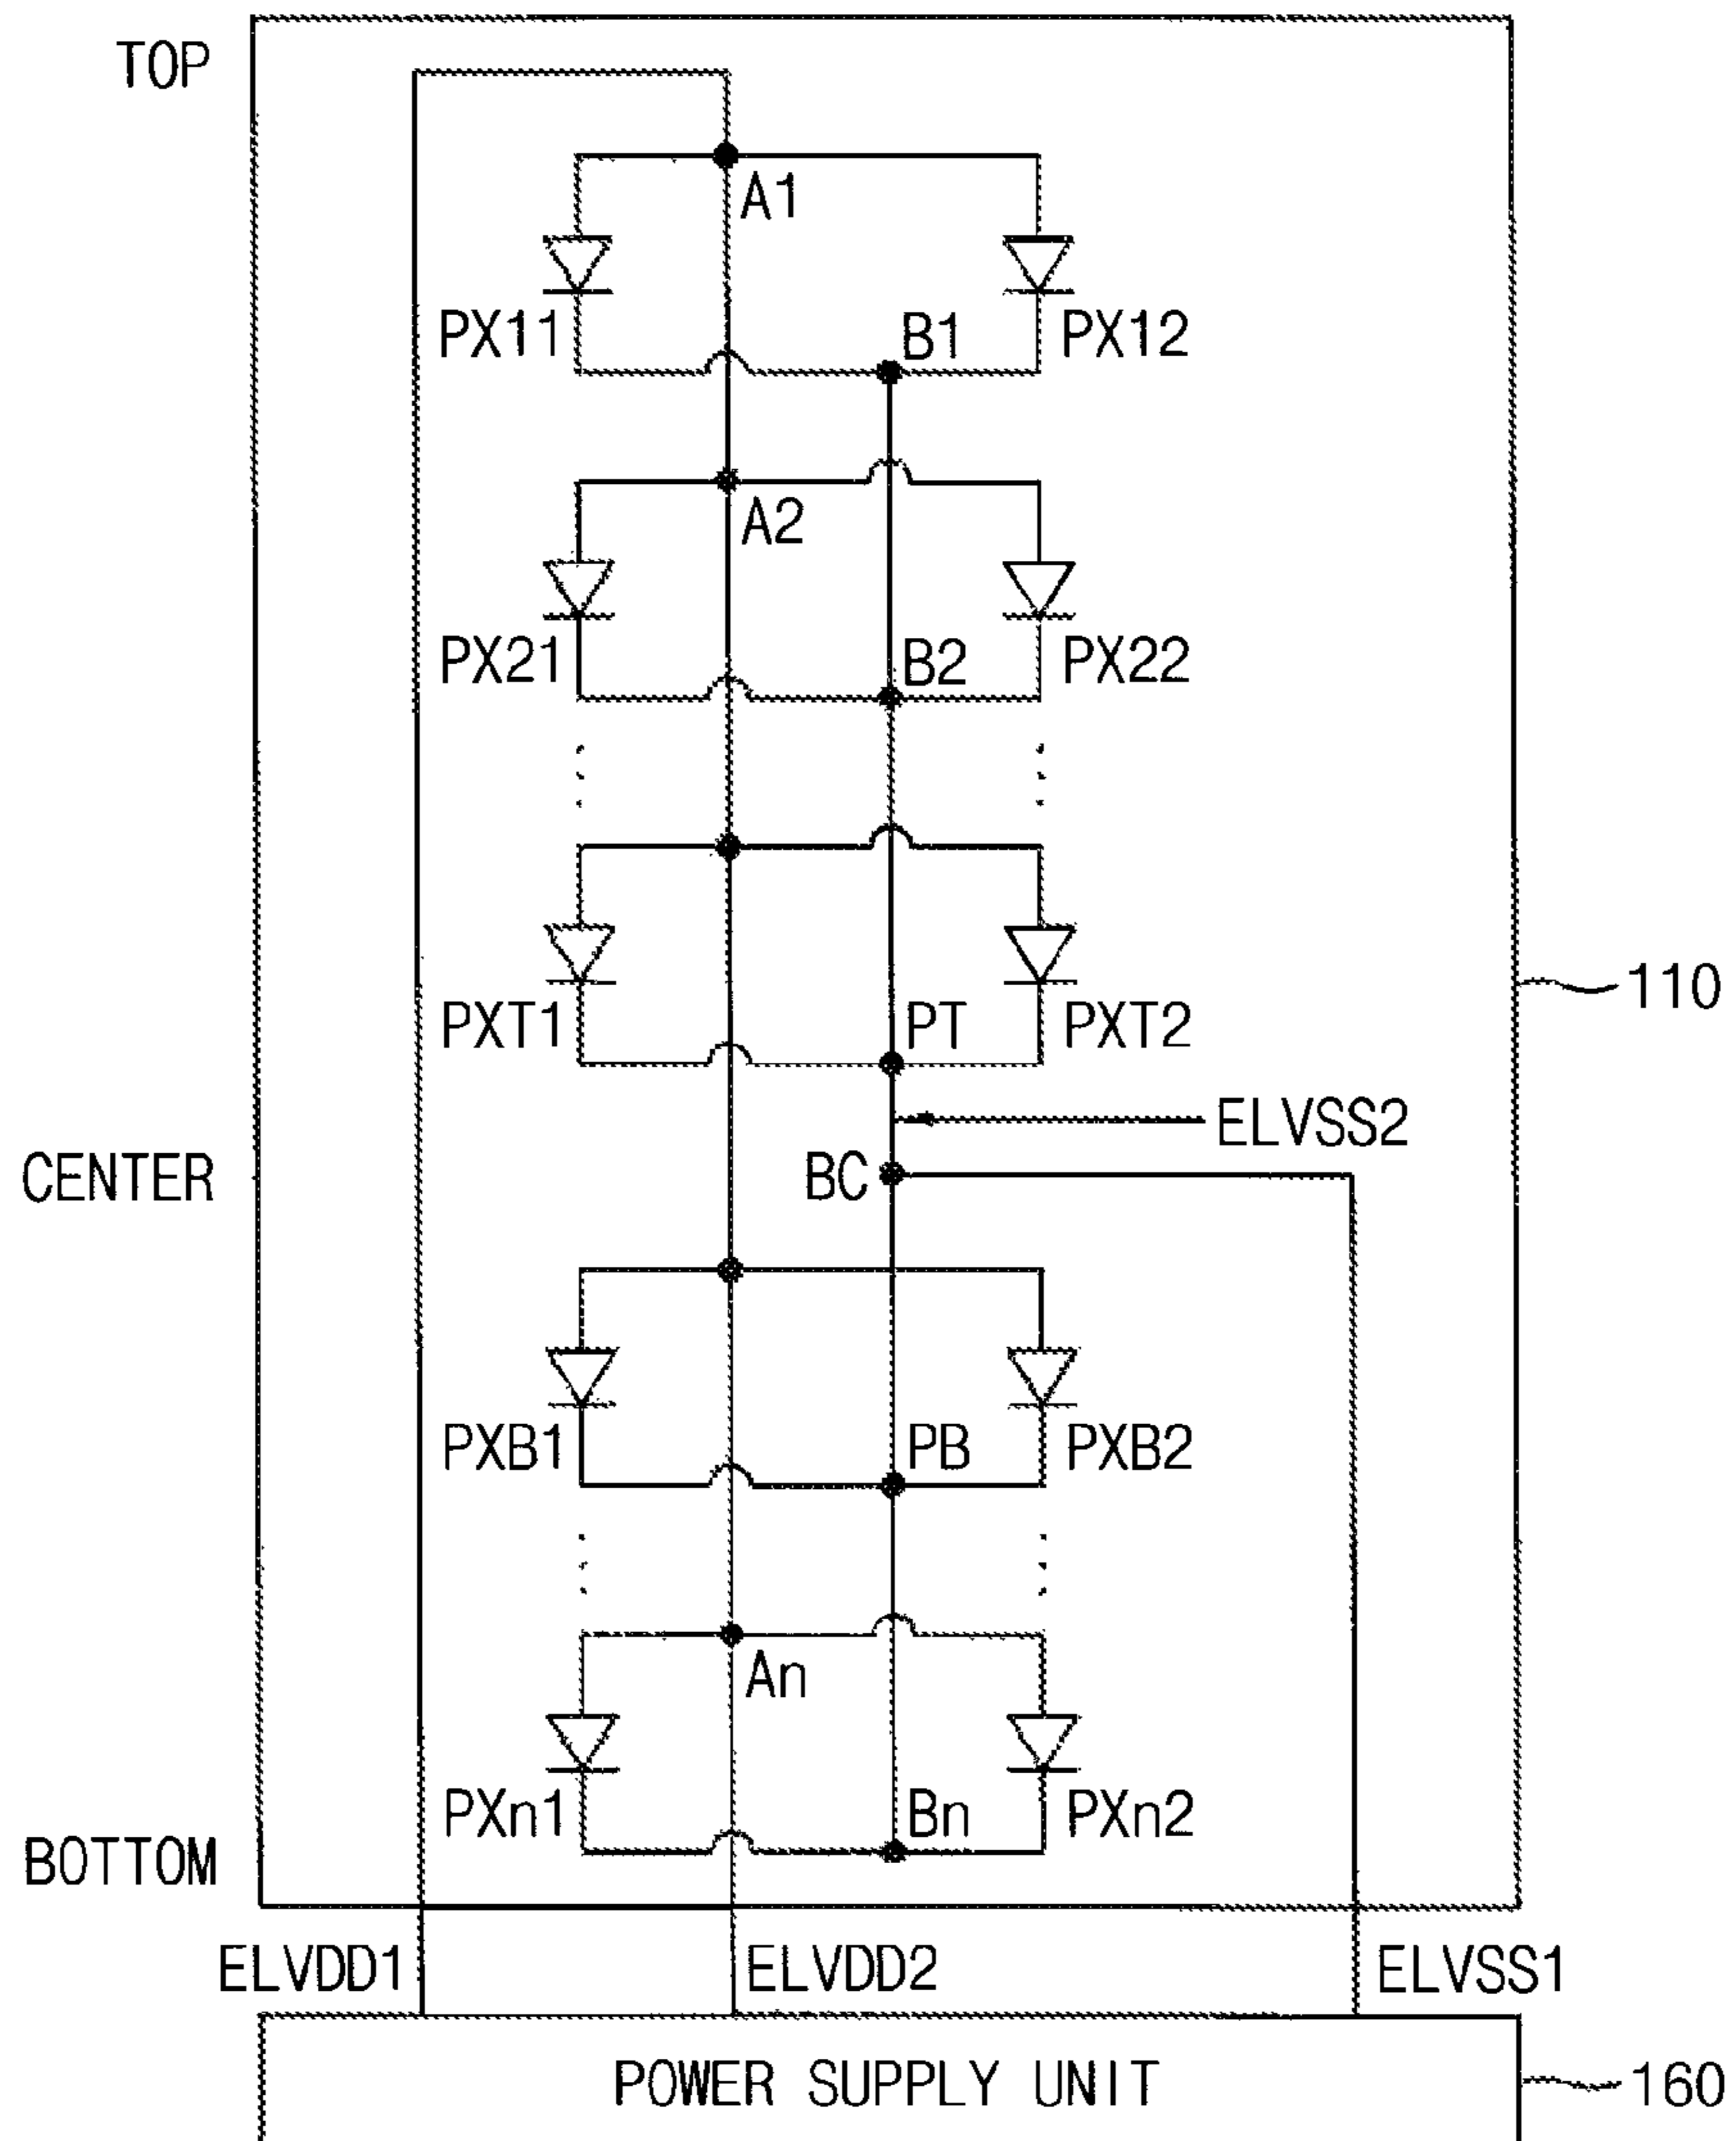 TOP
A1
PX11
B1
PX12
A2
PX21
B2
PX22
PXT1
PT
PXT2
110
ELVSS2
CENTER
BC
PXB1
PB
PXB2
An
PXn1
Bn
PXn2
BOTTOM
ELVDD1
ELVDD2
ELVSS1
POWER SUPPLY UNIT
160